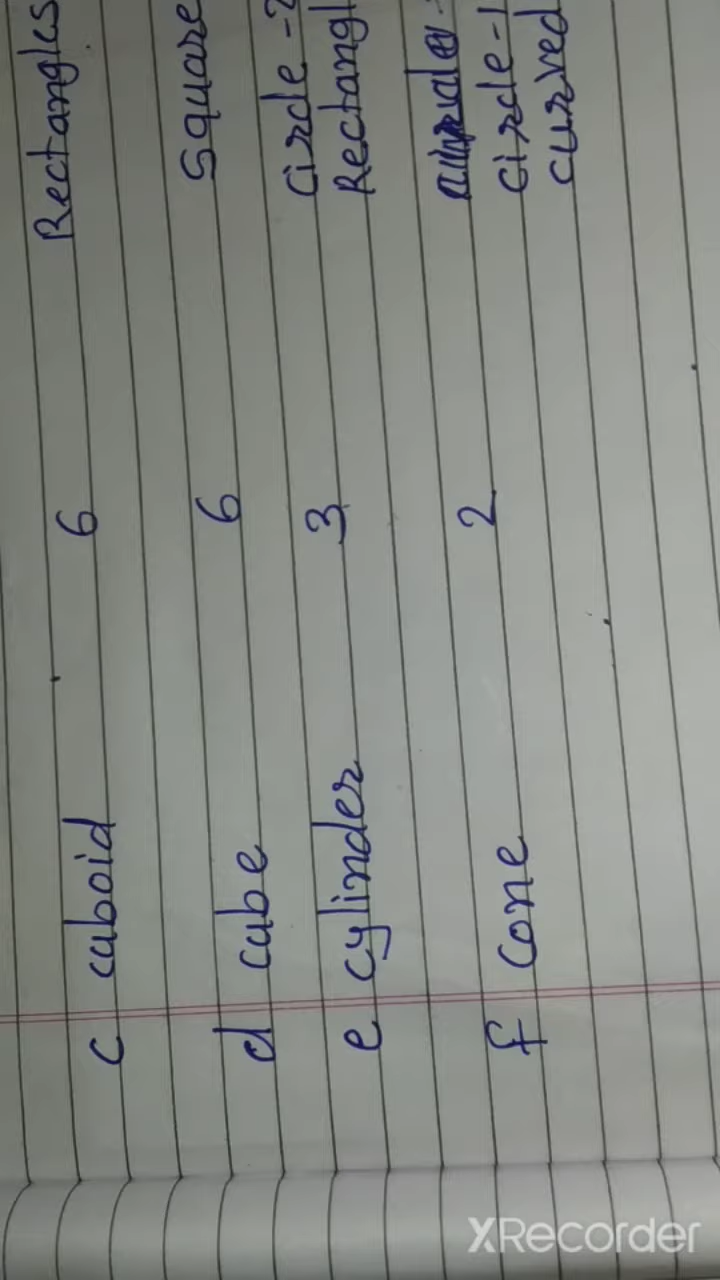 c cuboid 6 Rectangles
d cube 6 square
e cylinder 3 circle - 2
Rectangl
f cone 2
circle - 1
curved
XRecorder